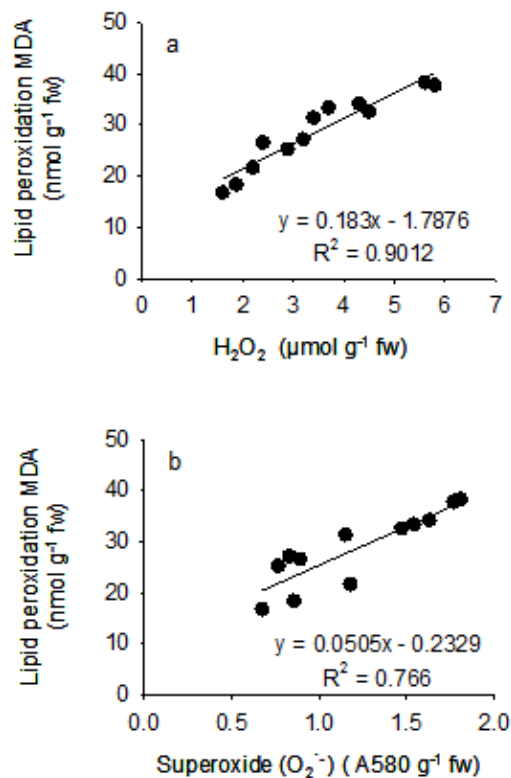 a
Lipid peroxidation MDA
(nmol g⁻¹ fw)
50
40
30
20
10
0
y = 0.183x - 1.7876
R² = 0.9012
0 1 2 3 4 5 6 7
H₂O₂ (µmol g⁻¹ fw)
b
Lipid peroxidation MDA
(nmol g⁻¹ fw)
50
40
30
20
10
0
y = 0.0505x - 0.2329
R² = 0.766
0.0 0.5 1.0 1.5 2.0
Superoxide (O₂˙⁻) ( A580 g⁻¹ fw)